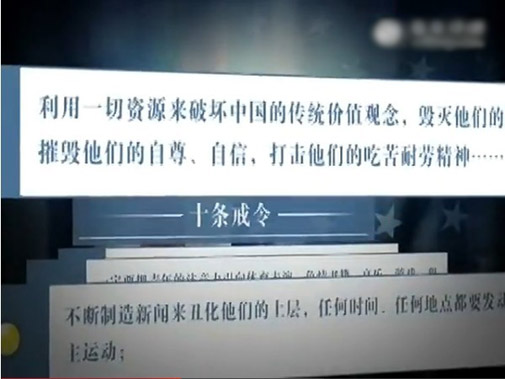 利用一切资源来破坏中国的传统价值观念，毁灭他们的
摧毁他们的自尊、自信，打击他们的吃苦耐劳精神……
十条戒令
不断制造新闻来丑化他们的上层，任何时间、任何地点都要发动
主运动；